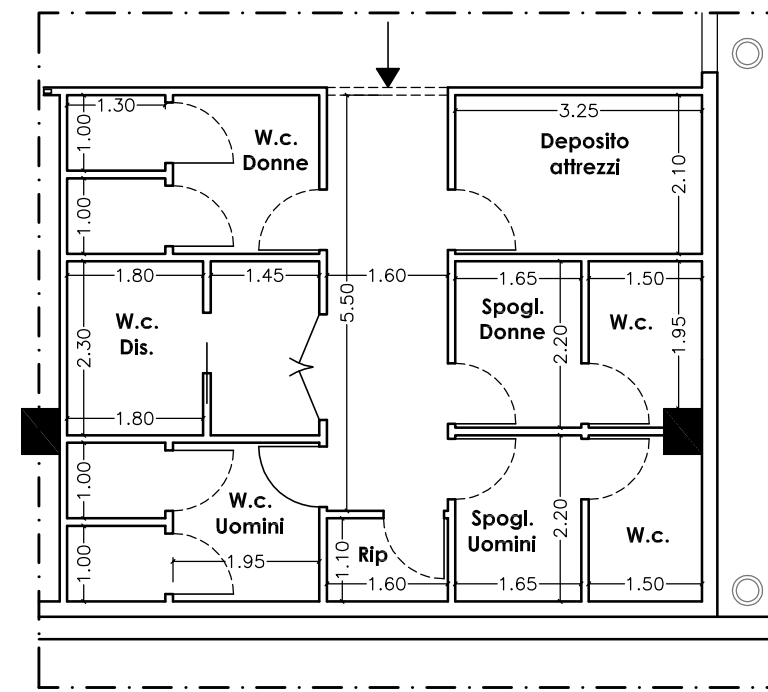 1.30
1.00
W.c.
Donne
3.25
Deposito
attrezzi
2.10
1.00
1.80
1.45
1.60
1.65
1.50
5.50
W.c.
Dis.
2.30
Spogl.
Donne
2.20
W.c.
1.95
1.80
1.00
W.c.
Uomini
1.95
1.00
Rip
1.10
1.60
Spogl.
Uomini
2.20
1.65
W.c.
1.50